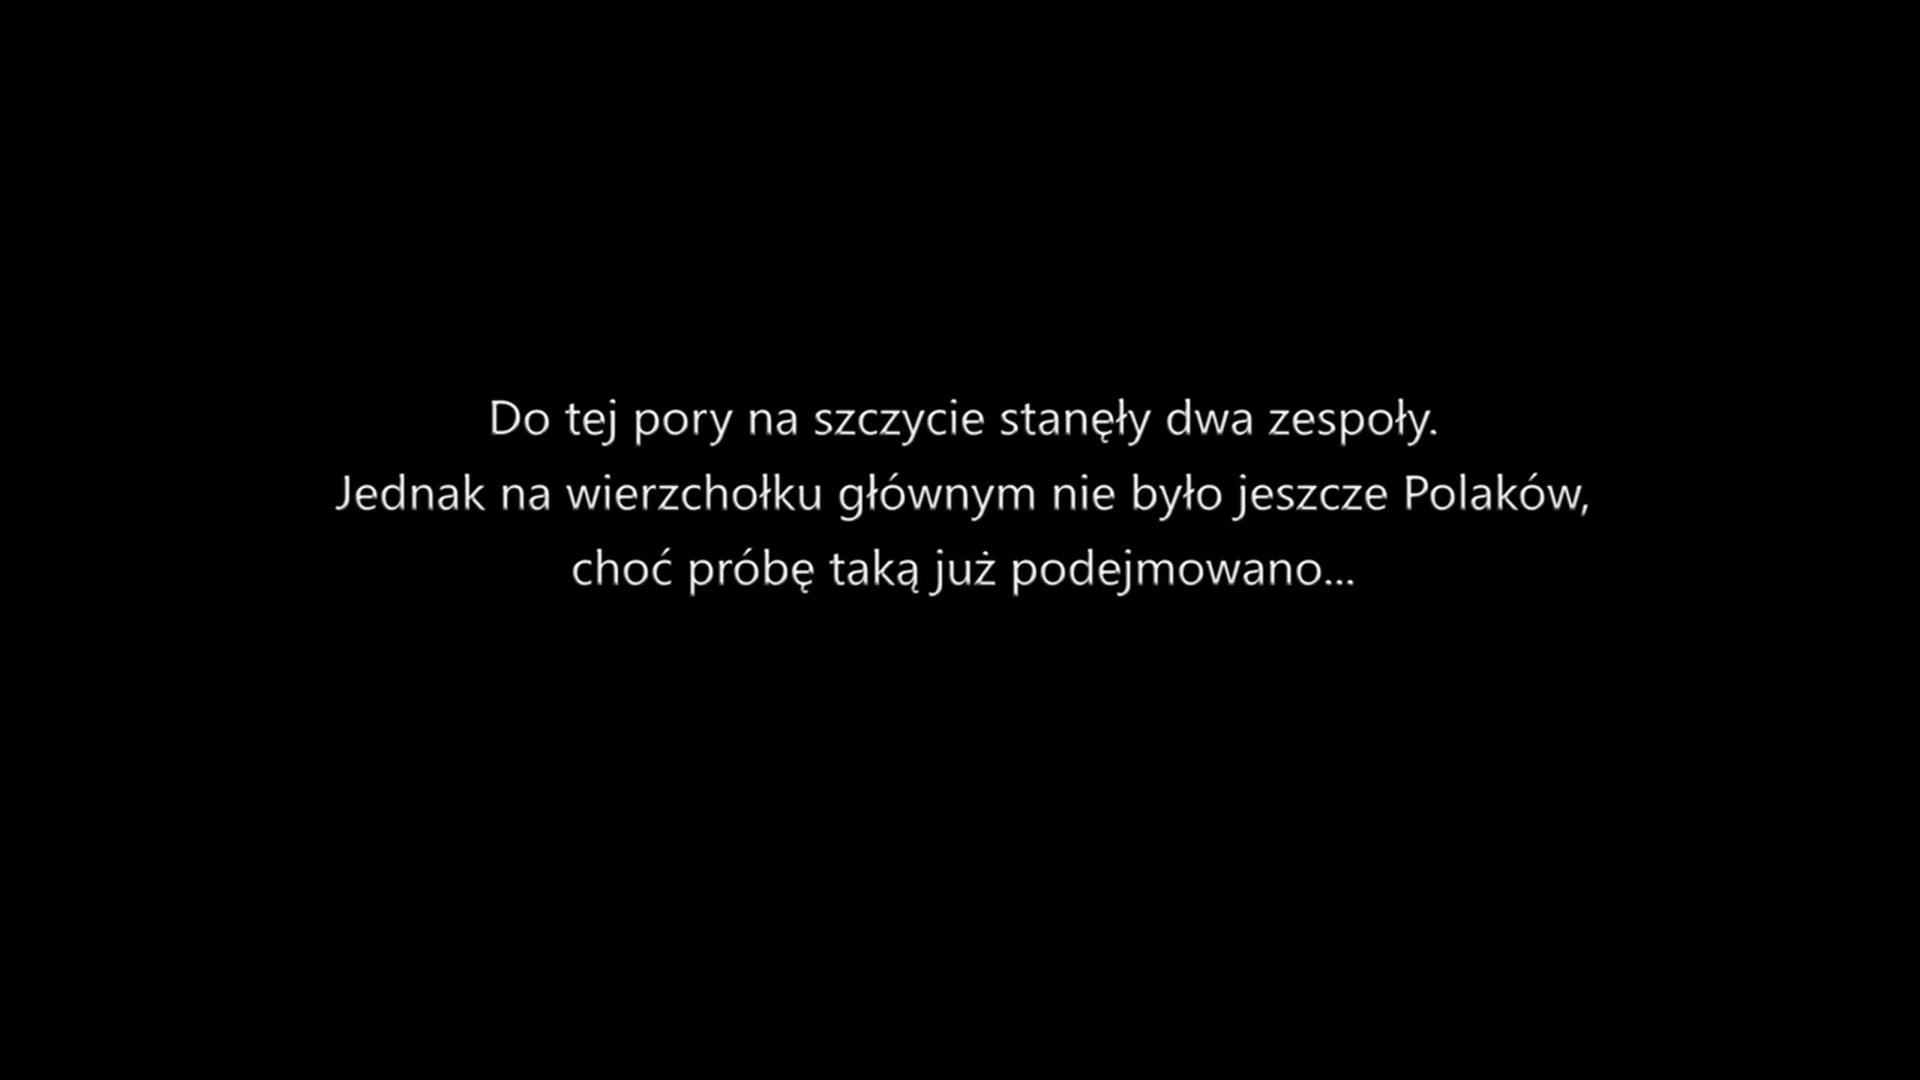 Do tej pory na szczycie stanęły dwa zespoły.
Jednak na wierzchołku głównym nie było jeszcze Polaków,
choć próbę taką już podejmowano...